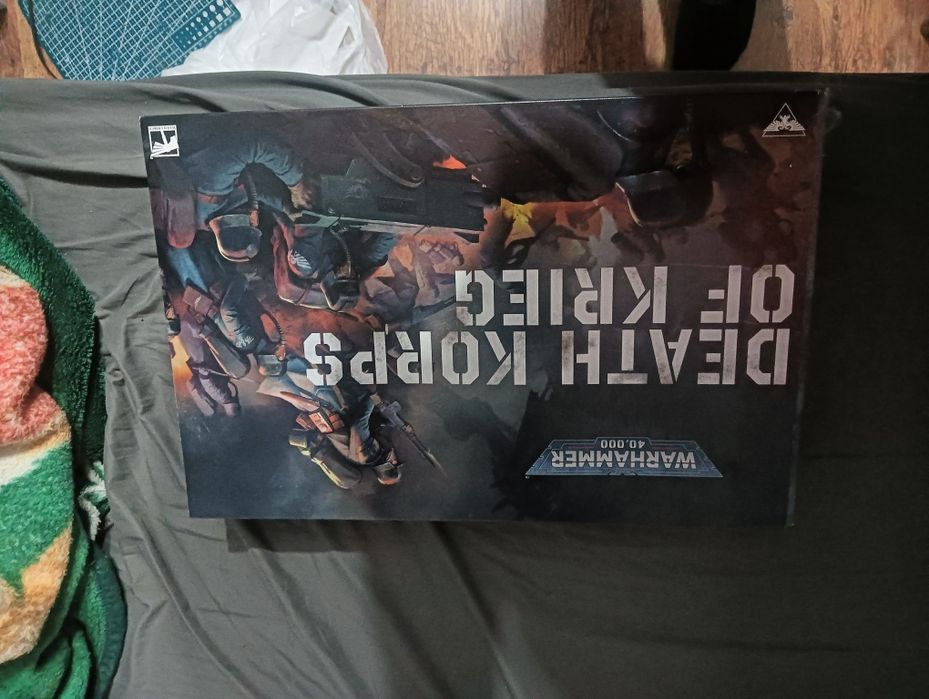 WARHAMMER
40,000
DEATH KORPS
OF KRIEG